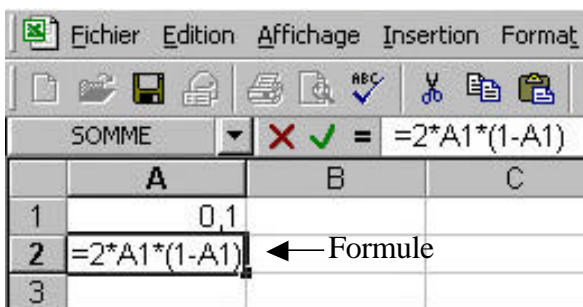 Fichier Edition Affichage Insertion Format
ABC
SOMME = =2*A1*(1-A1)
A B C
1 0,1
2 =2*A1*(1-A1) Formule
3